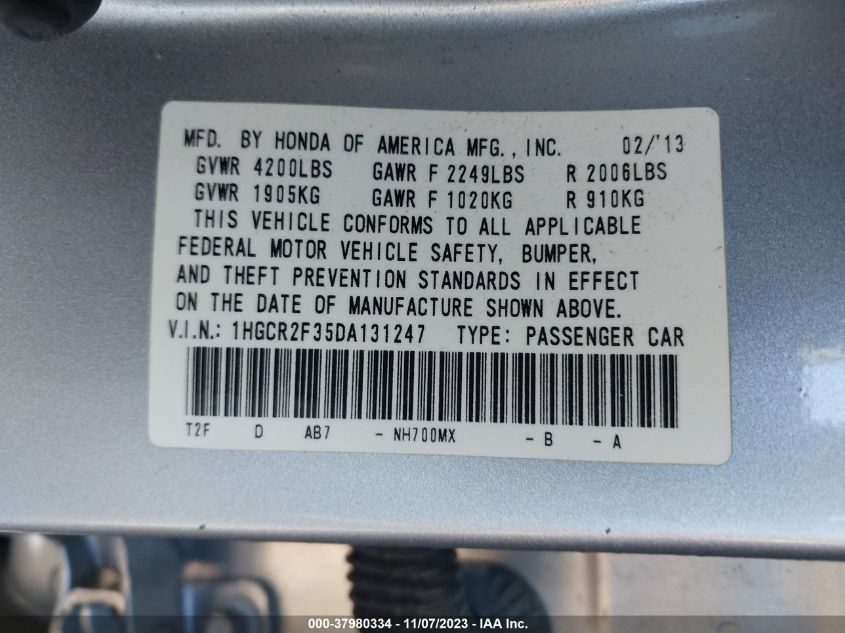 MFD. BY HONDA OF AMERICA MFG., INC. 02/'13
GVWR 4200LBS GAWR F 2249LBS R 2006LBS
GVWR 1905KG GAWR F 1020KG R 910KG
THIS VEHICLE CONFORMS TO ALL APPLICABLE
FEDERAL MOTOR VEHICLE SAFETY, BUMPER,
AND THEFT PREVENTION STANDARDS IN EFFECT
ON THE DATE OF MANUFACTURE SHOWN ABOVE.
V.I.N.: 1HGCR2F35DA131247 TYPE: PASSENGER CAR
T2F D AB7 - NH700MX - B - A
000-37980334 - 11/07/2023 - IAA Inc.